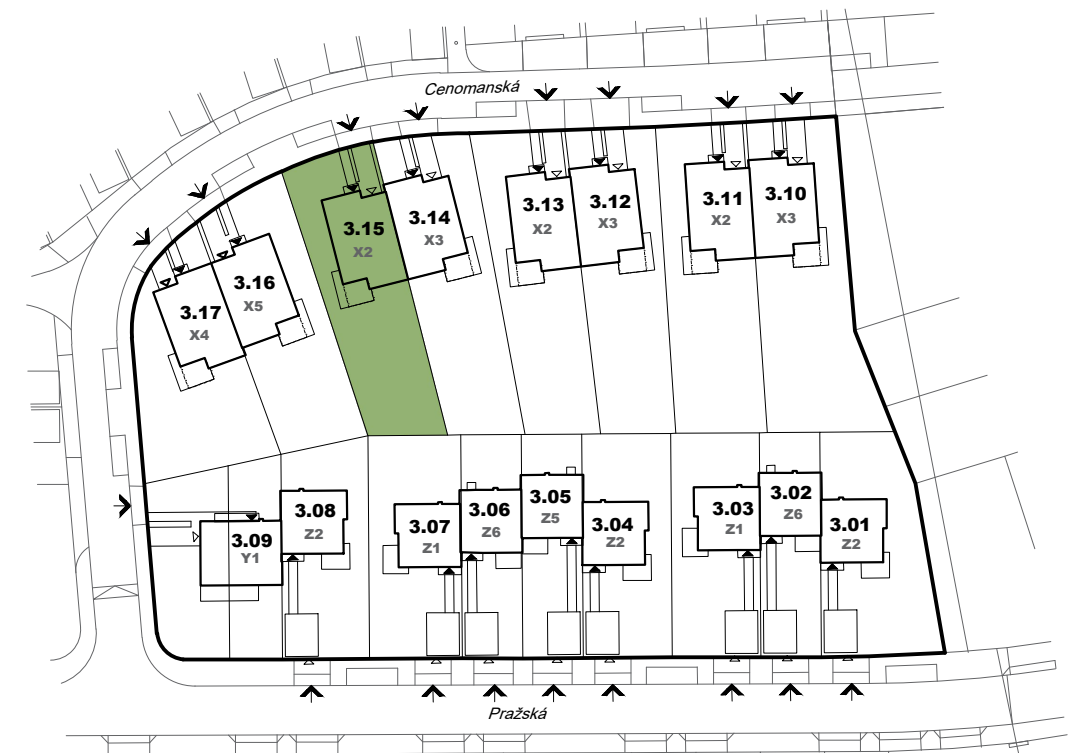 Cenomanská
3.15
X2
3.14
X3
3.13
X2
3.12
X3
3.11
X2
3.10
X3
3.17
X4
3.16
X5
3.09
Y1
3.08
Z2
3.07
Z1
3.06
Z6
3.05
Z5
3.04
Z2
3.03
Z1
3.02
Z6
3.01
Z2
Pražská